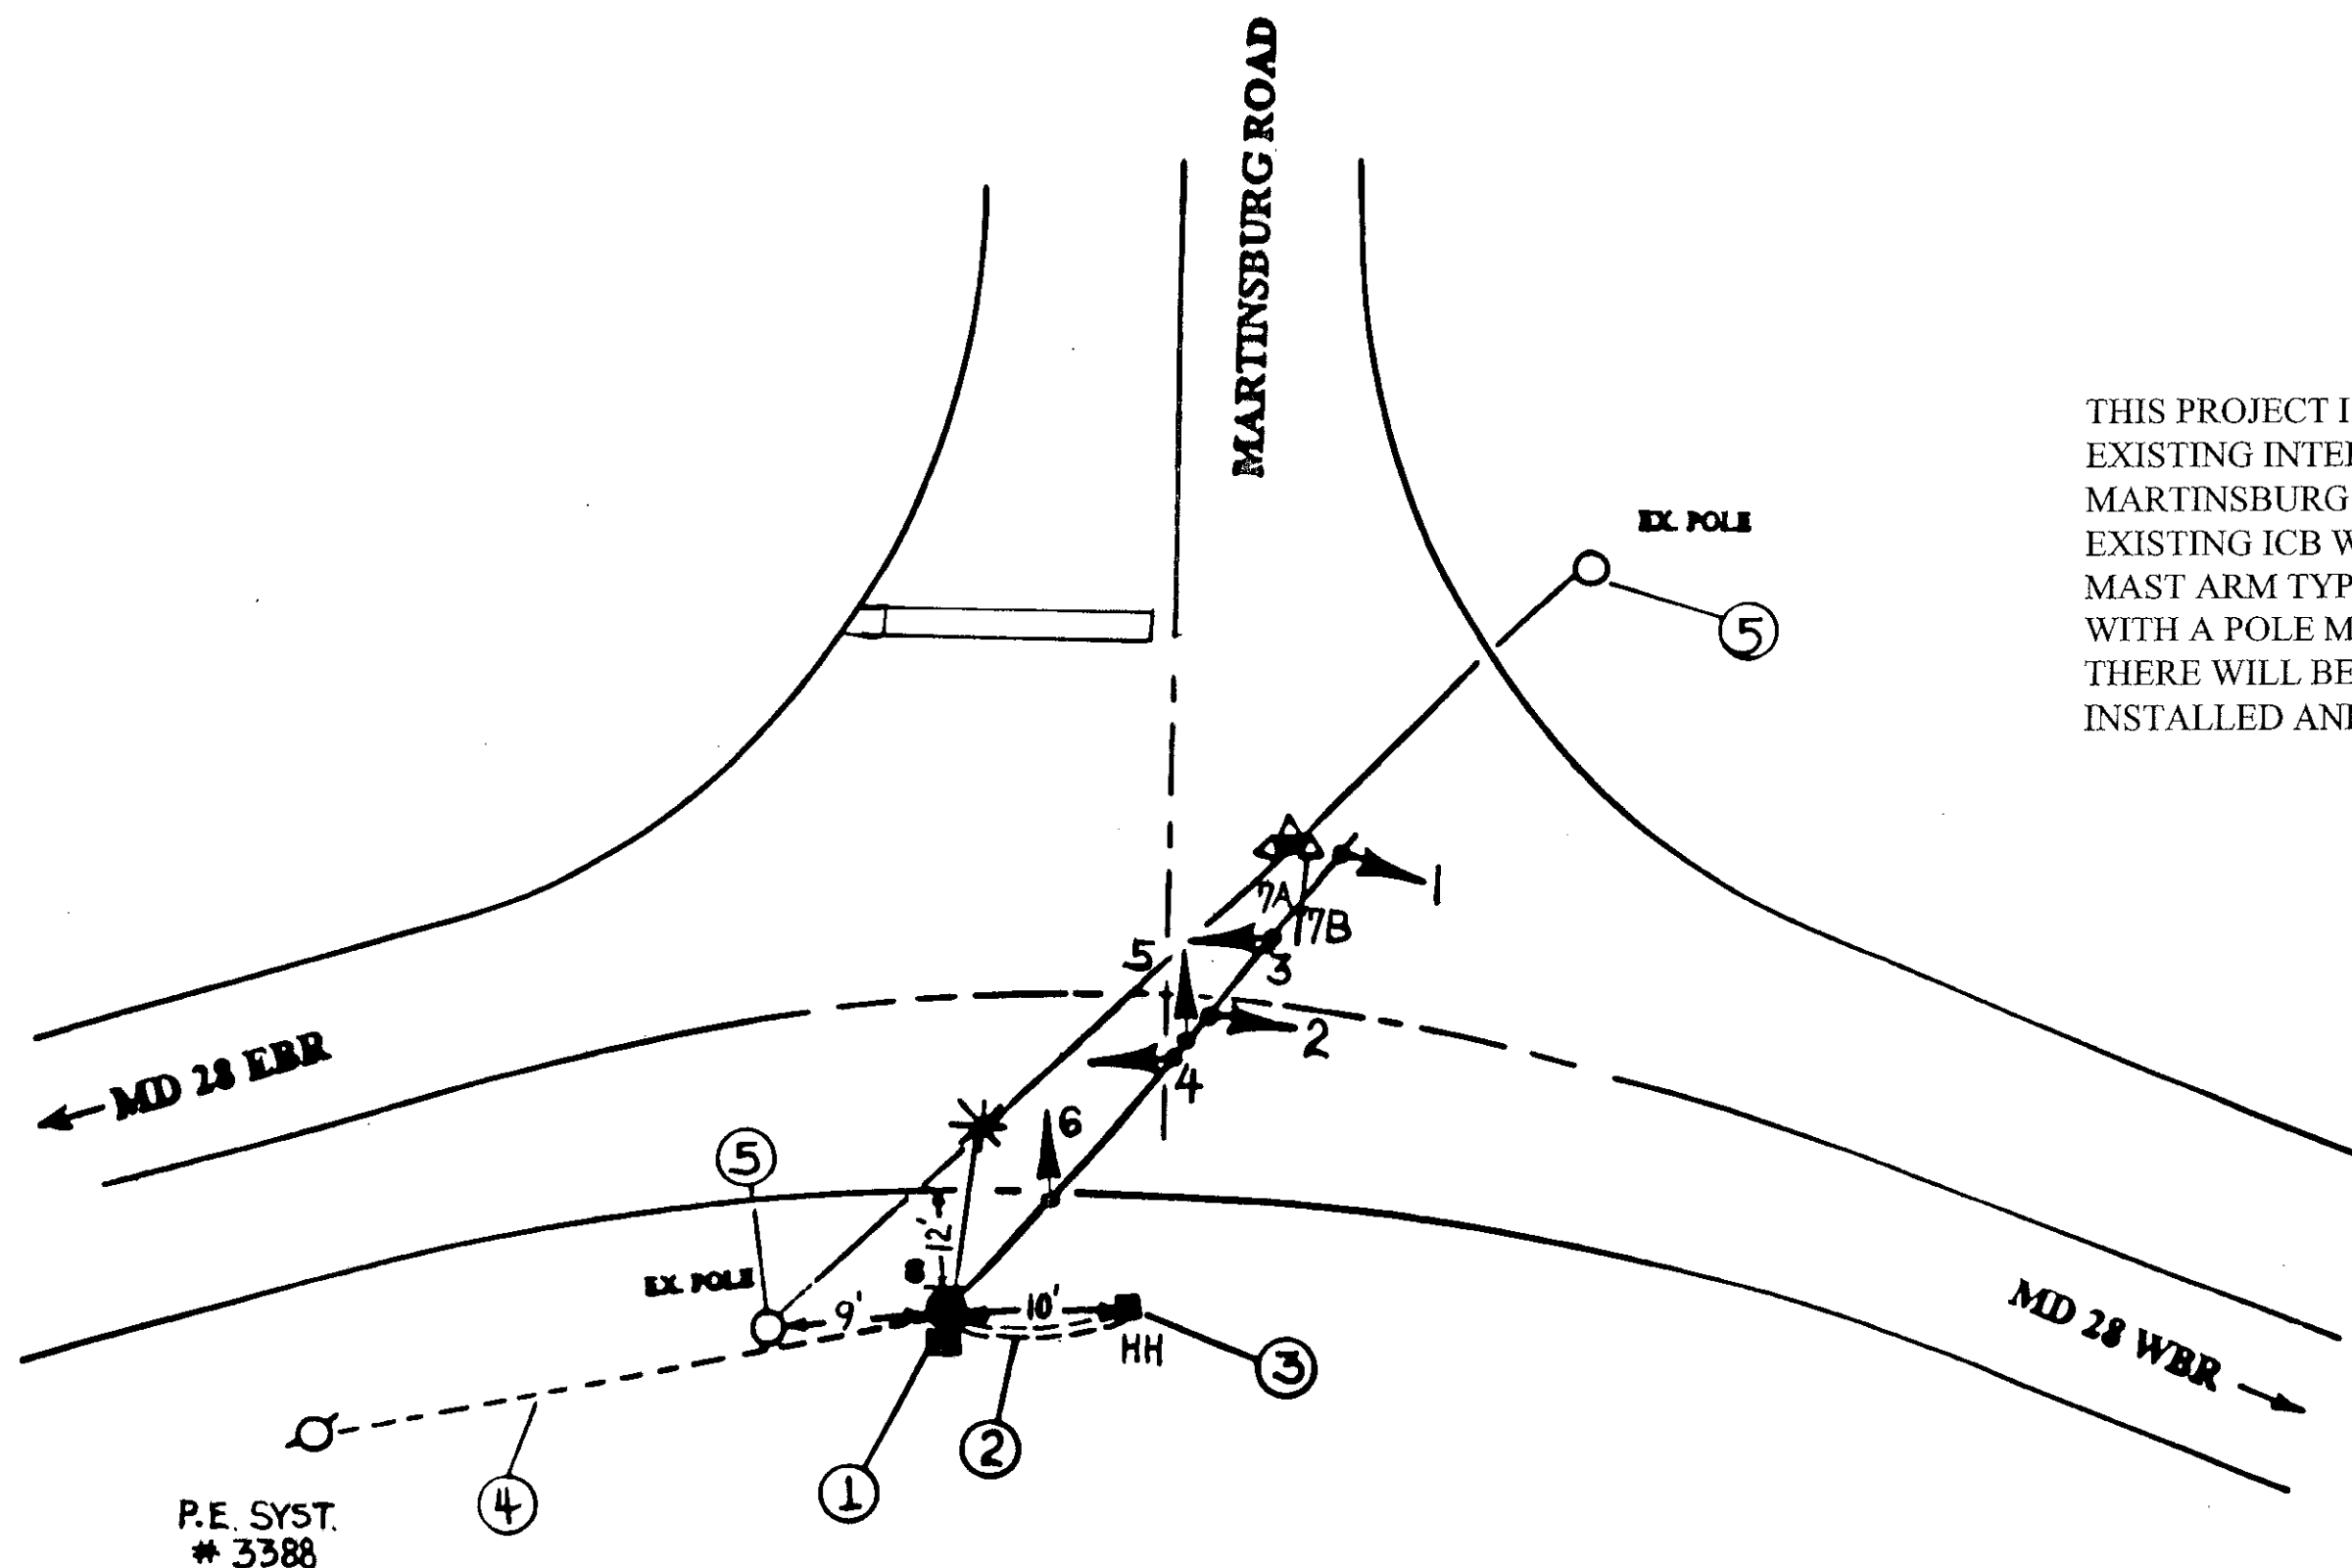 MARTINSBURG ROAD
THIS PROJECT I
EXISTING INTE
MARTINSBURG
EXISTING ICB W
MAST ARM TYP
WITH A POLE M
THERE WILL BE
INSTALLED AN
EX. POLE
5
1
7A
7B
5
3
2
4
MD 28 EBR
6
5
12'
8
EX. POLE
9'
10'
HH
MD 28 WBR
3
2
1
4
P.E. SYST.
# 3388